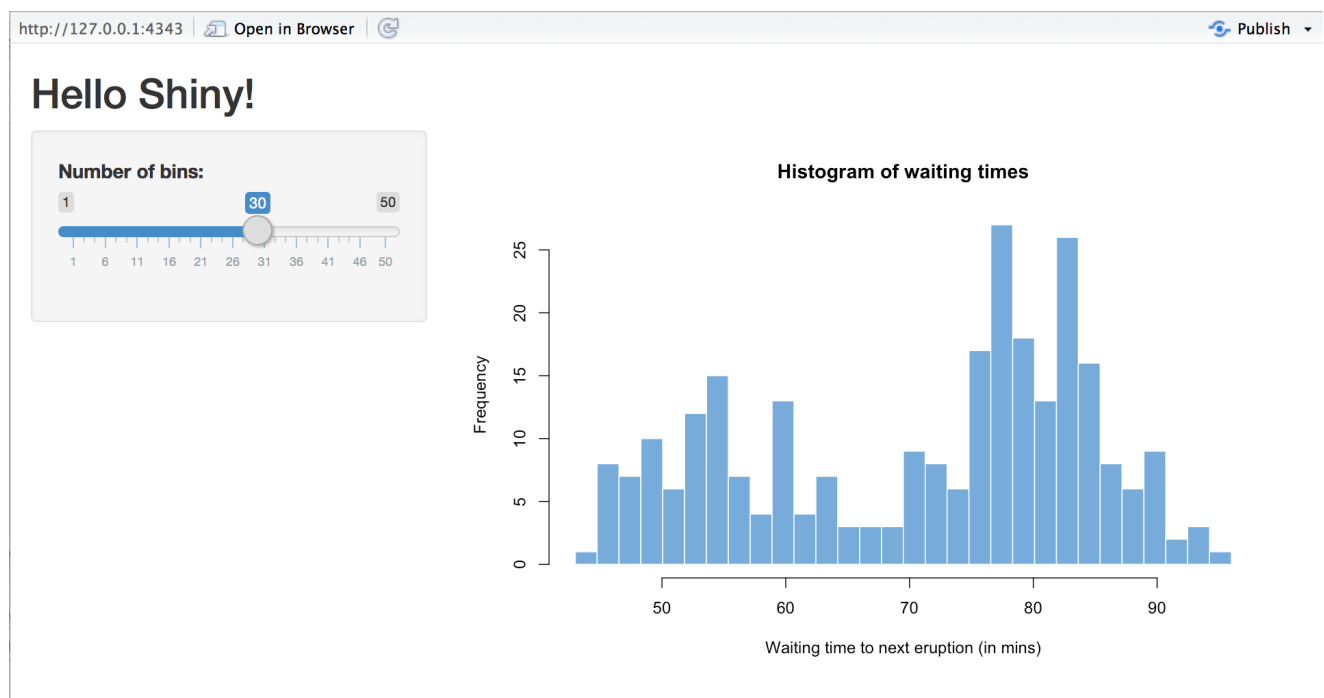 http://127.0.0.1:4343 Open in Browser Publish
Hello Shiny!
Number of bins:
1 30 50
1 6 11 16 21 26 31 36 41 46 50
Histogram of waiting times
Frequency
25
20
15
10
5
0
50 60 70 80 90
Waiting time to next eruption (in mins)